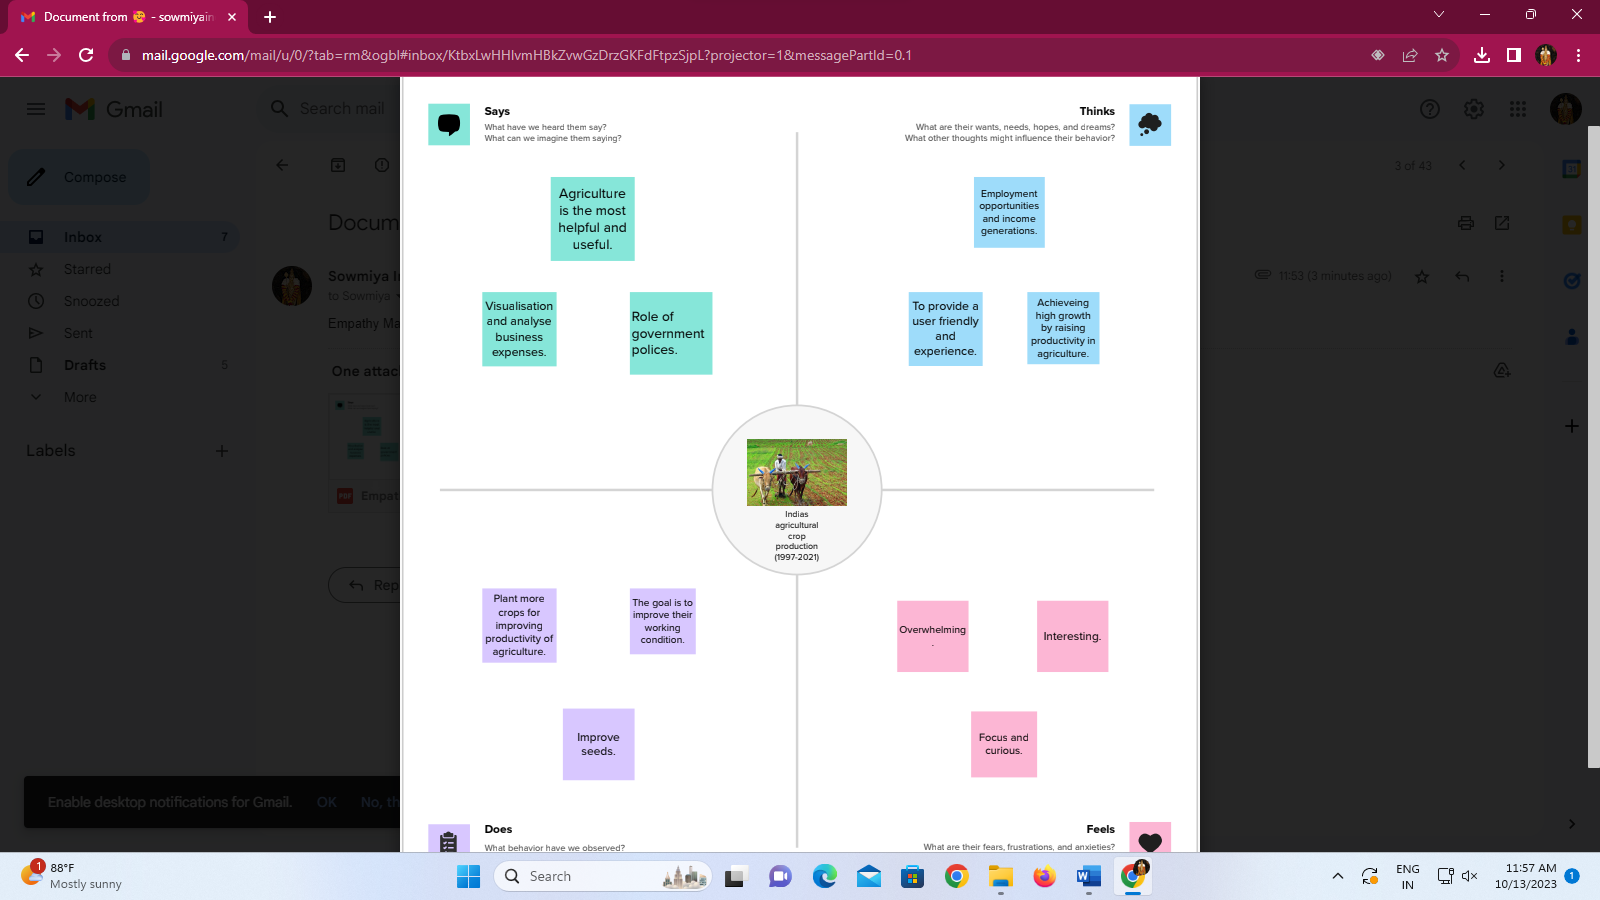 Document from 🥰 - sowmiyain
mail.google.com/mail/u/0/?tab=rm&ogbl#inbox/KtbxLwHHlvmHBkZvwGzDrzGKFdFtpzSjpL?projector=1&messagePartId=0.1
Gmail
Search mail
Compose
3 of 43
Inbox 7
Starred
Snoozed
Sent
Drafts 5
More
Labels
Docum
Sowmiya I
to Sowmiya
11:53 (3 minutes ago)
Empathy Ma
One attac
PDF Empat
Rep
Enable desktop notifications for Gmail. OK No, th
Says
What have we heard them say?
What can we imagine them saying?
Thinks
What are their wants, needs, hopes, and dreams?
What other thoughts might influence their behavior?
Agriculture
is the most
helpful and
useful.
Visualisation
and analyse
business
expenses.
Role of
government
polices.
Employment
opportunities
and income
generations.
To provide a
user friendly
and
experience.
Achieveing
high growth
by raising
productivity in
agriculture.
Indias
agricultural
crop
production
(1997-2021)
Plant more
crops for
improving
productivity of
agriculture.
The goal is to
improve their
working
condition.
Improve
seeds.
Overwhelming
.
Interesting.
Focus and
curious.
Does
What behavior have we observed?
Feels
What are their fears, frustrations, and anxieties?
1
88°F
Mostly sunny
Search
ENG
IN
11:57 AM
10/13/2023
1